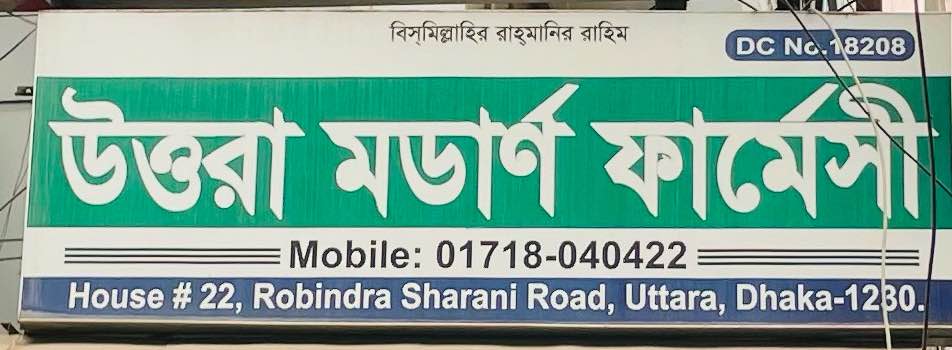 বিস্‌মিল্লাহির রাহ্‌মানির রাহিম
DC No.18208
উত্তরা মডার্ণ ফার্মেসী
Mobile: 01718-040422
House # 22, Robindra Sharani Road, Uttara, Dhaka-1230.